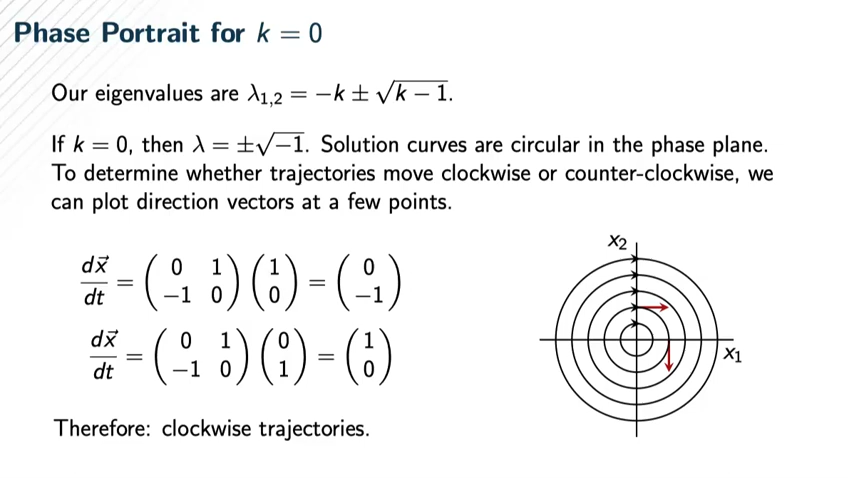 Phase Portrait for k = 0
Our eigenvalues are λ₁,₂ = −k ± √(k − 1).
If k = 0, then λ = ±√−1. Solution curves are circular in the phase plane.
To determine whether trajectories move clockwise or counter-clockwise, we
can plot direction vectors at a few points.
dx⃗/dt = (0 1; −1 0) (1; 0) = (0; −1)
dx⃗/dt = (0 1; −1 0) (0; 1) = (1; 0)
Therefore: clockwise trajectories.
x₂
x₁